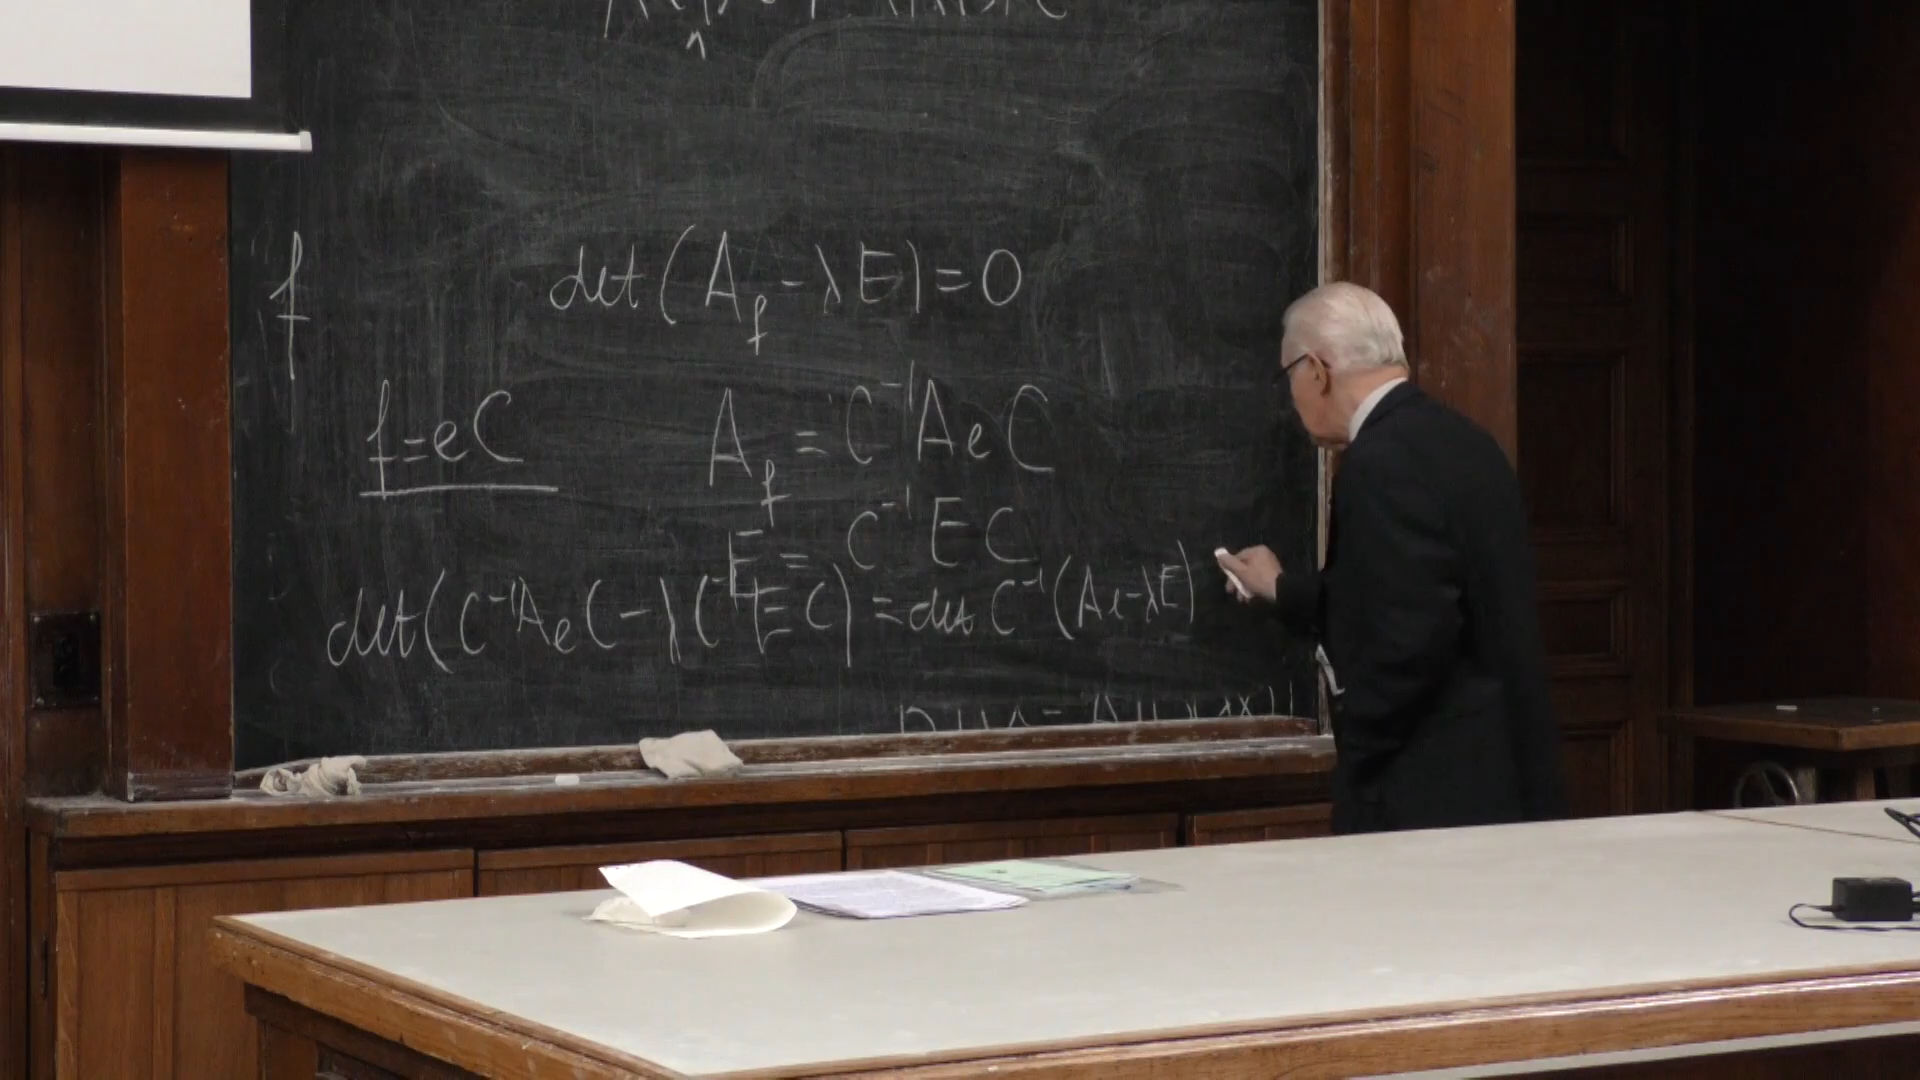 f det(A_f - λE) = 0
f = eC A_f = C⁻¹A_eC
E = C⁻¹EC
det(C⁻¹A_eC - λC⁻¹EC) = det C⁻¹(A_e - λE)